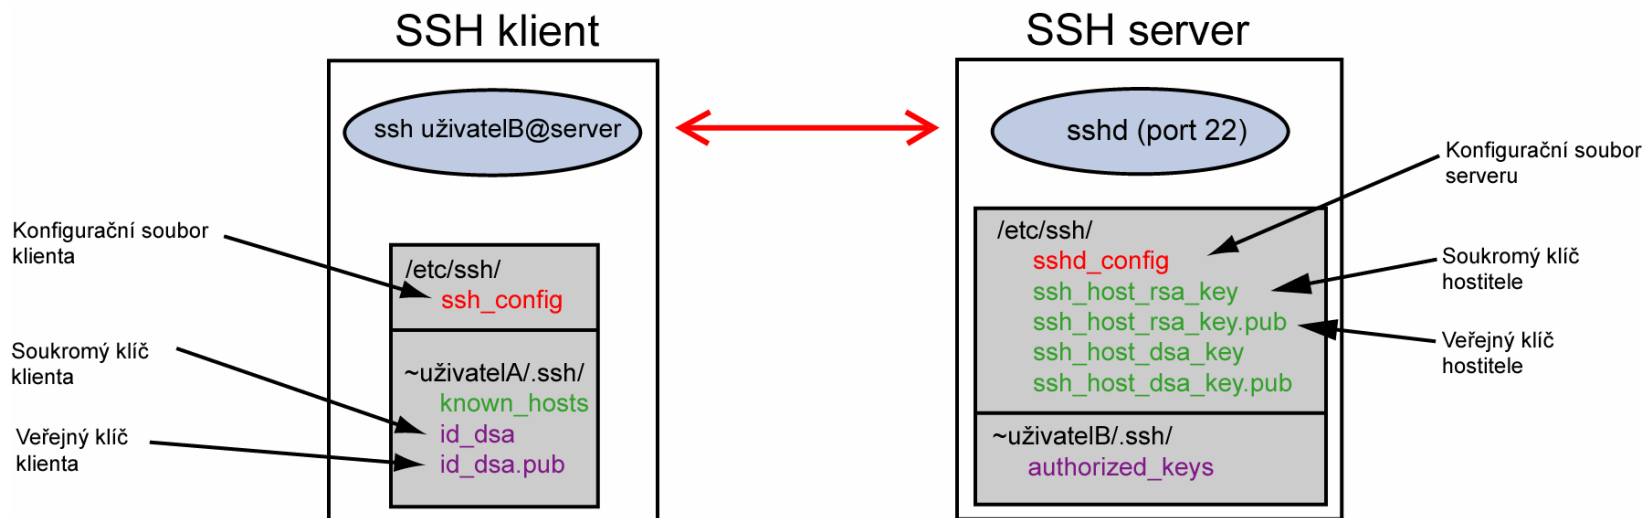 SSH klient
ssh uživatelB@server
Konfigurační soubor
klienta
/etc/ssh/
ssh_config
Soukromý klíč
klienta
~uživatelA/.ssh/
known_hosts
id_dsa
id_dsa.pub
Veřejný klíč
klienta
SSH server
sshd (port 22)
Konfigurační soubor
serveru
/etc/ssh/
sshd_config
ssh_host_rsa_key
ssh_host_rsa_key.pub
ssh_host_dsa_key
ssh_host_dsa_key.pub
Soukromý klíč
hostitele
Veřejný klíč
hostitele
~uživatelB/.ssh/
authorized_keys